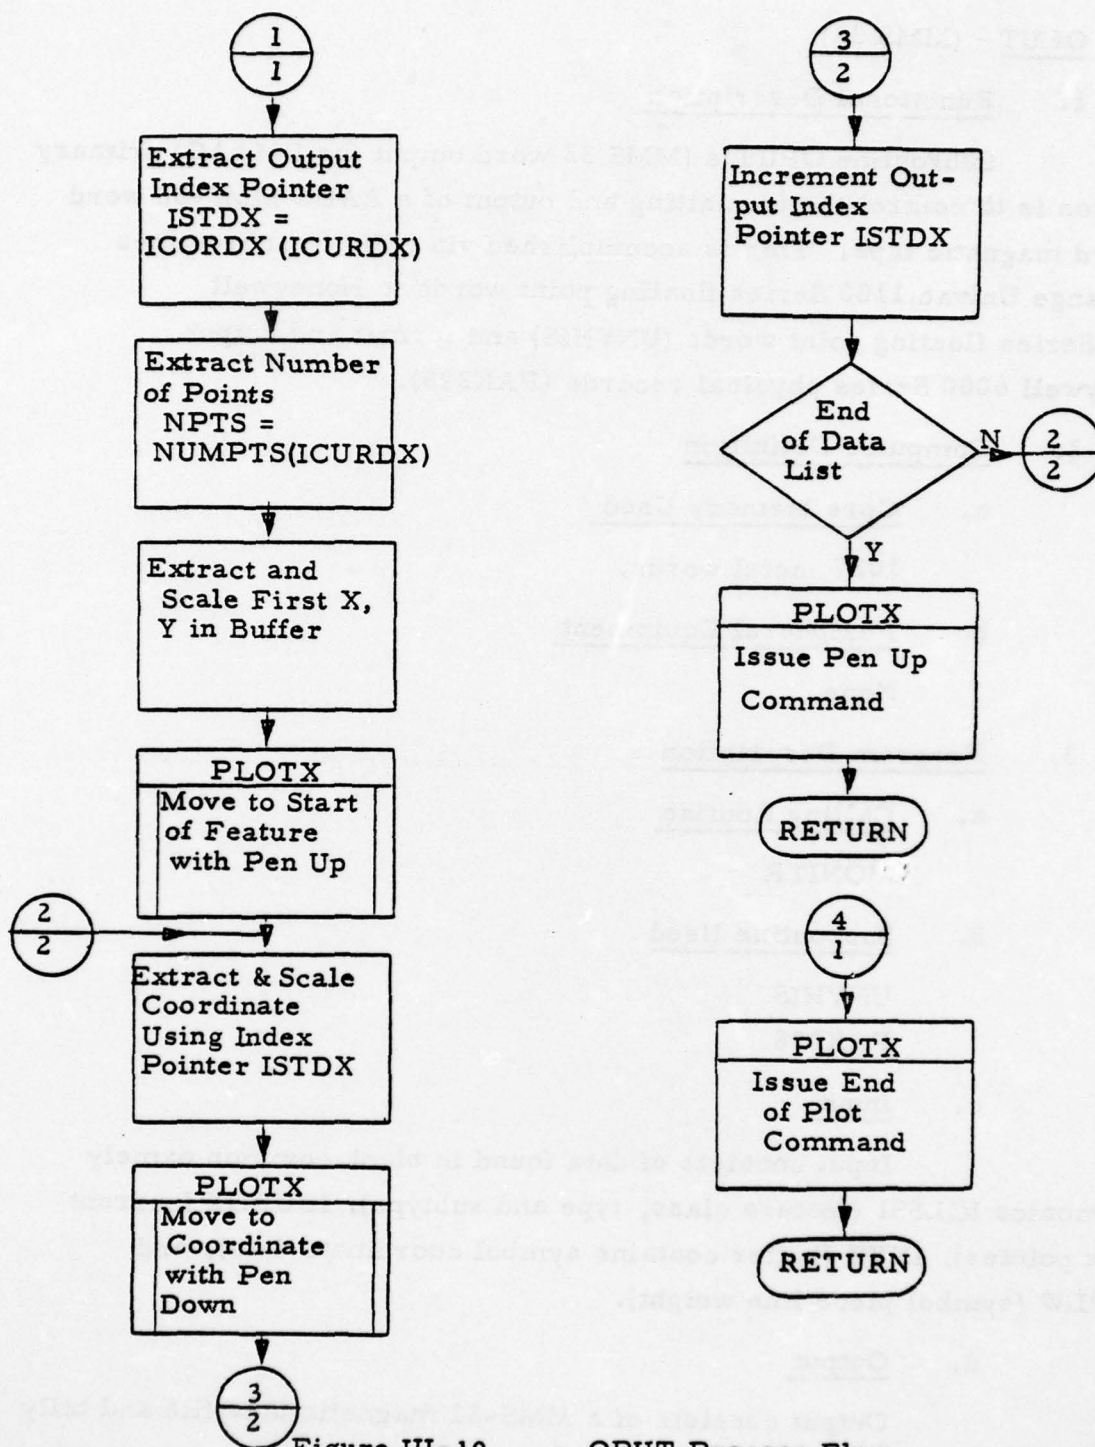 1
1
Extract Output
Index Pointer
ISTDX =
ICORDX (ICURDX)
Extract Number
of Points
NPTS =
NUMPTS(ICURDX)
Extract and
Scale First X,
Y in Buffer
PLOTX
Move to Start
of Feature
with Pen Up
2
2
Extract & Scale
Coordinate
Using Index
Pointer ISTDX
PLOTX
Move to
Coordinate
with Pen
Down
3
2
3
2
Increment Out-
put Index
Pointer ISTDX
End
of Data
List
N
2
2
Y
PLOTX
Issue Pen Up
Command
RETURN
4
1
PLOTX
Issue End
of Plot
Command
RETURN
Figure III-10